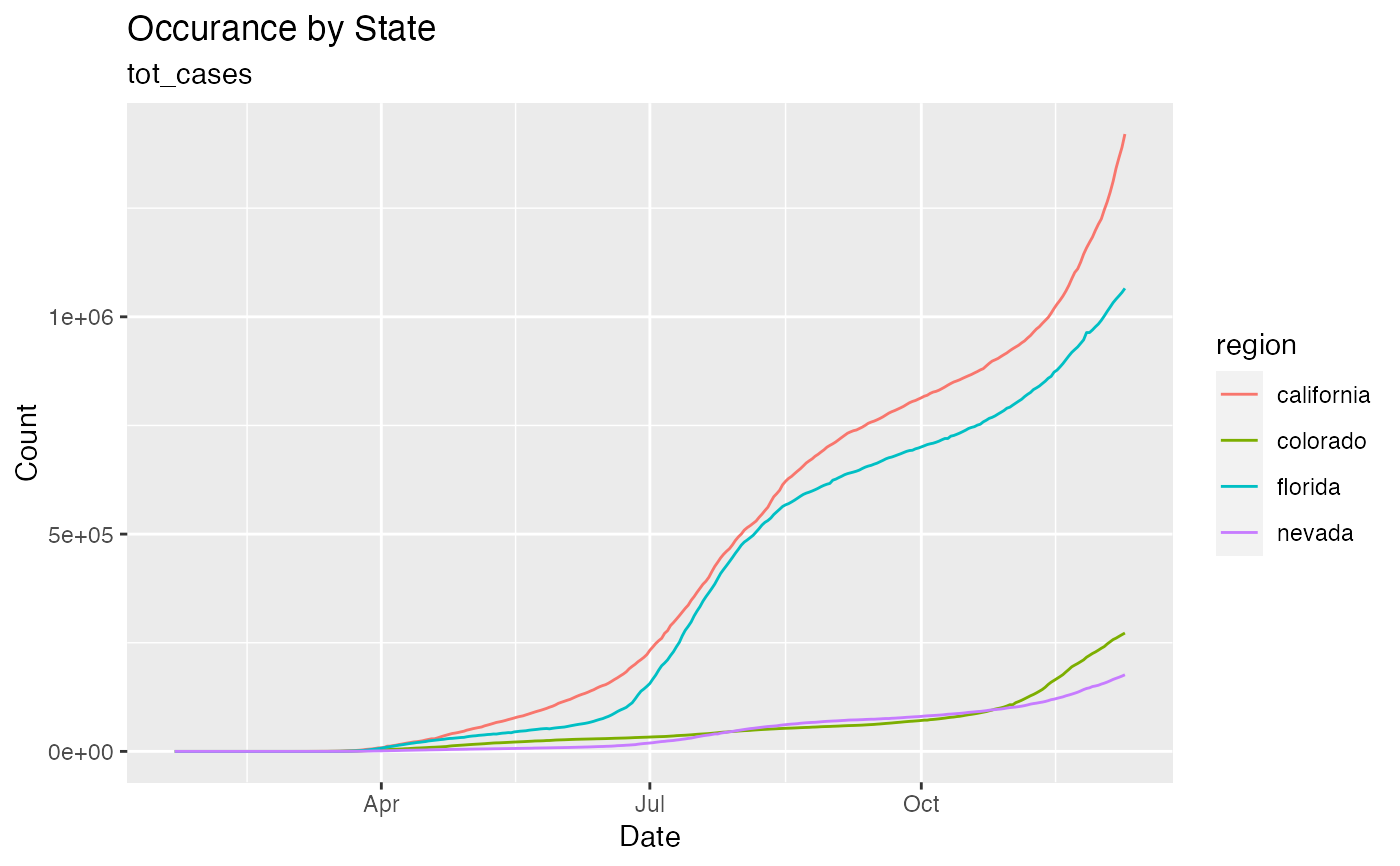 Occurance by State
tot_cases
Count
1e+06
5e+05
0e+00
Apr Jul Oct
Date
region
california
colorado
florida
nevada